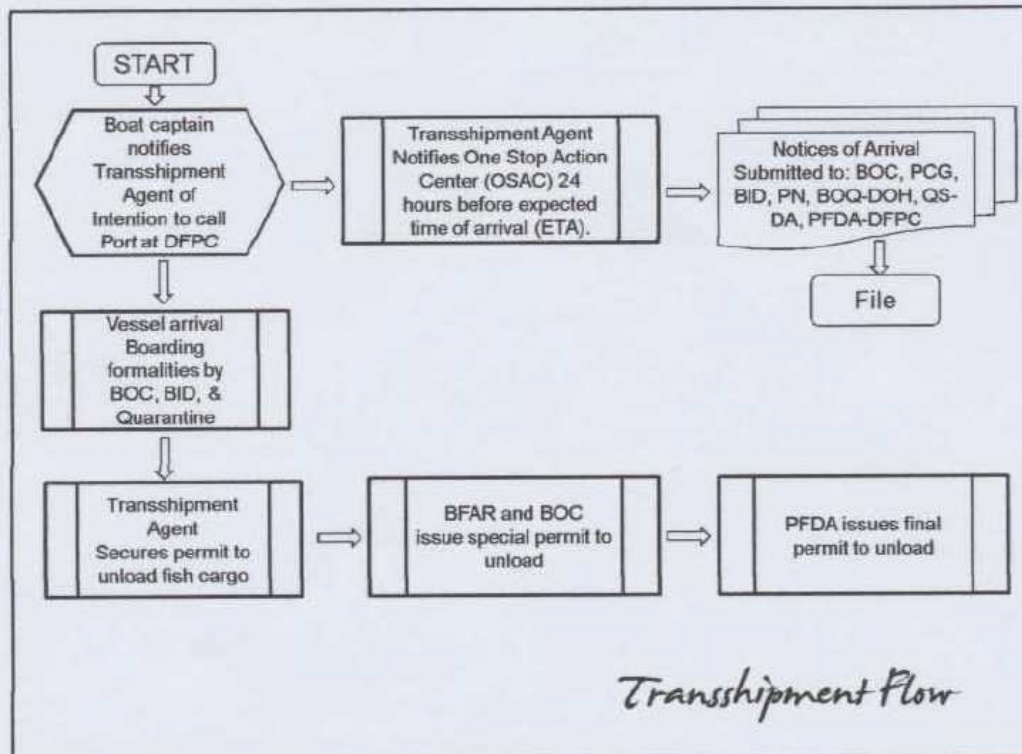 START
Boat captain
notifies
Transshipment
Agent of
Intention to call
Port at DFPC
Transshipment Agent
Notifies One Stop Action
Center (OSAC) 24
hours before expected
time of arrival (ETA).
Notices of Arrival
Submitted to: BOC, PCG,
BID, PN, BOQ-DOH, QS-
DA, PFDA-DFPC
File
Vessel arrival
Boarding
formalities by
BOC, BID, &
Quarantine
Transshipment
Agent
Secures permit to
unload fish cargo
BFAR and BOC
issue special permit to
unload
PFDA issues final
permit to unload
Transshipment Flow